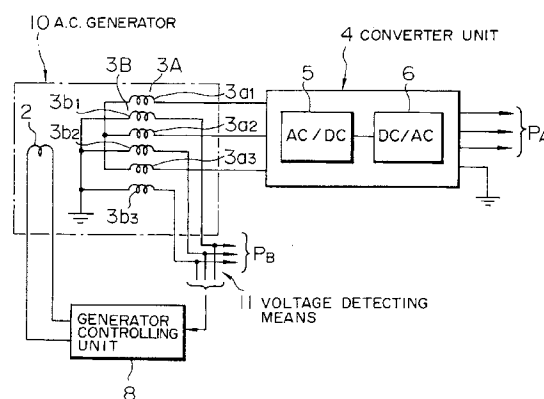 10 A.C. GENERATOR
4 CONVERTER UNIT
3B
3A
3a1
3b1
2
3b2
3a2
3a3
3b3
5
6
AC/DC
DC/AC
PA
PB
11 VOLTAGE DETECTING
MEANS
GENERATOR
CONTROLLING
UNIT
8